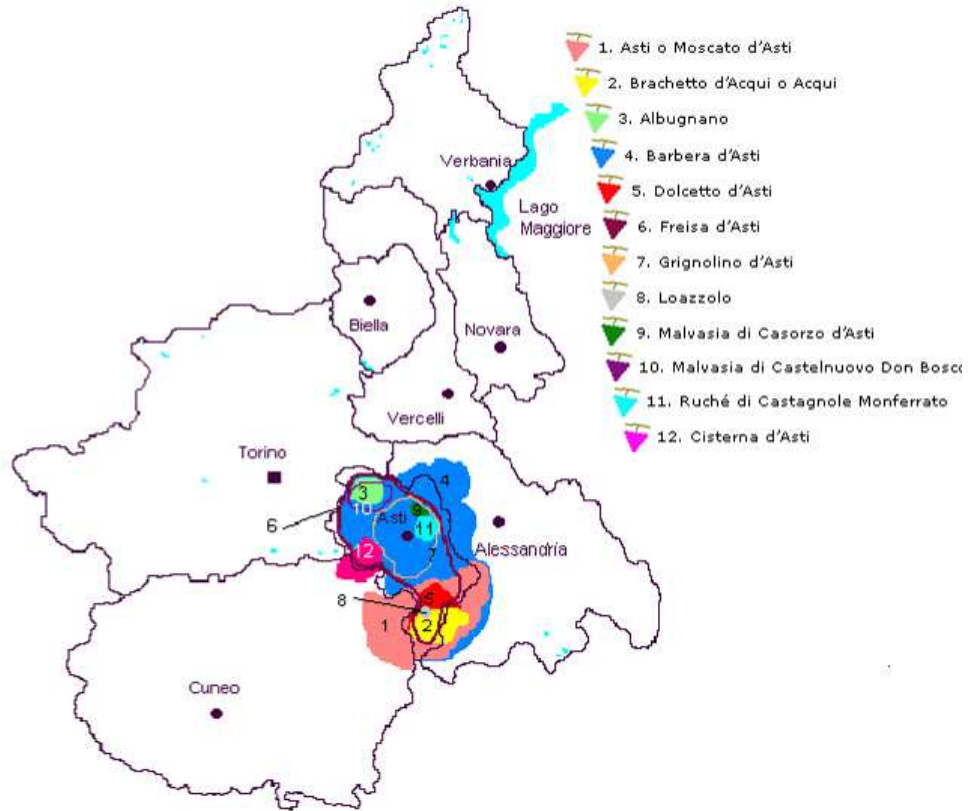 1. Asti o Moscato d'Asti
2. Brachetto d'Acqui o Acqui
3. Albugnano
4. Barbera d'Asti
5. Dolcetto d'Asti
6. Freisa d'Asti
7. Grignolino d'Asti
8. Loazzolo
9. Malvasia di Casorzo d'Asti
10. Malvasia di Castelnuovo Don Bosco
11. Ruché di Castagnole Monferrato
12. Cisterna d'Asti
Verbania
Lago
Maggiore
Biella
Novara
Vercelli
Torino
3
4
10
9
6
Asti
11
Alessandria
12
7
5
8
1
2
Cuneo